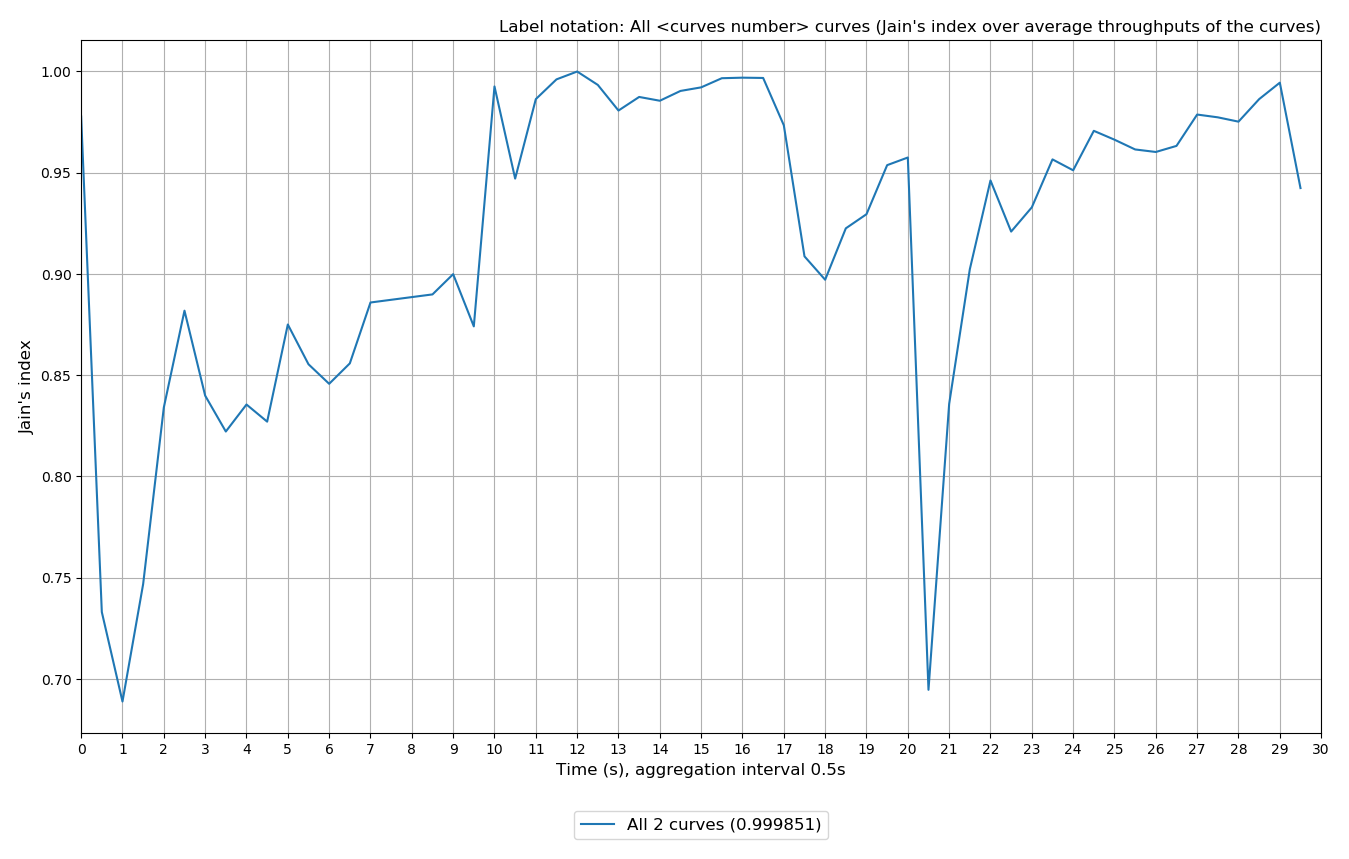 Label notation: All <curves number> curves (Jain's index over average throughputs of the curves)
1.00
0.95
0.90
0.85
0.80
0.75
0.70
Jain's index
0 1 2 3 4 5 6 7 8 9 10 11 12 13 14 15 16 17 18 19 20 21 22 23 24 25 26 27 28 29 30
Time (s), aggregation interval 0.5s
All 2 curves (0.999851)